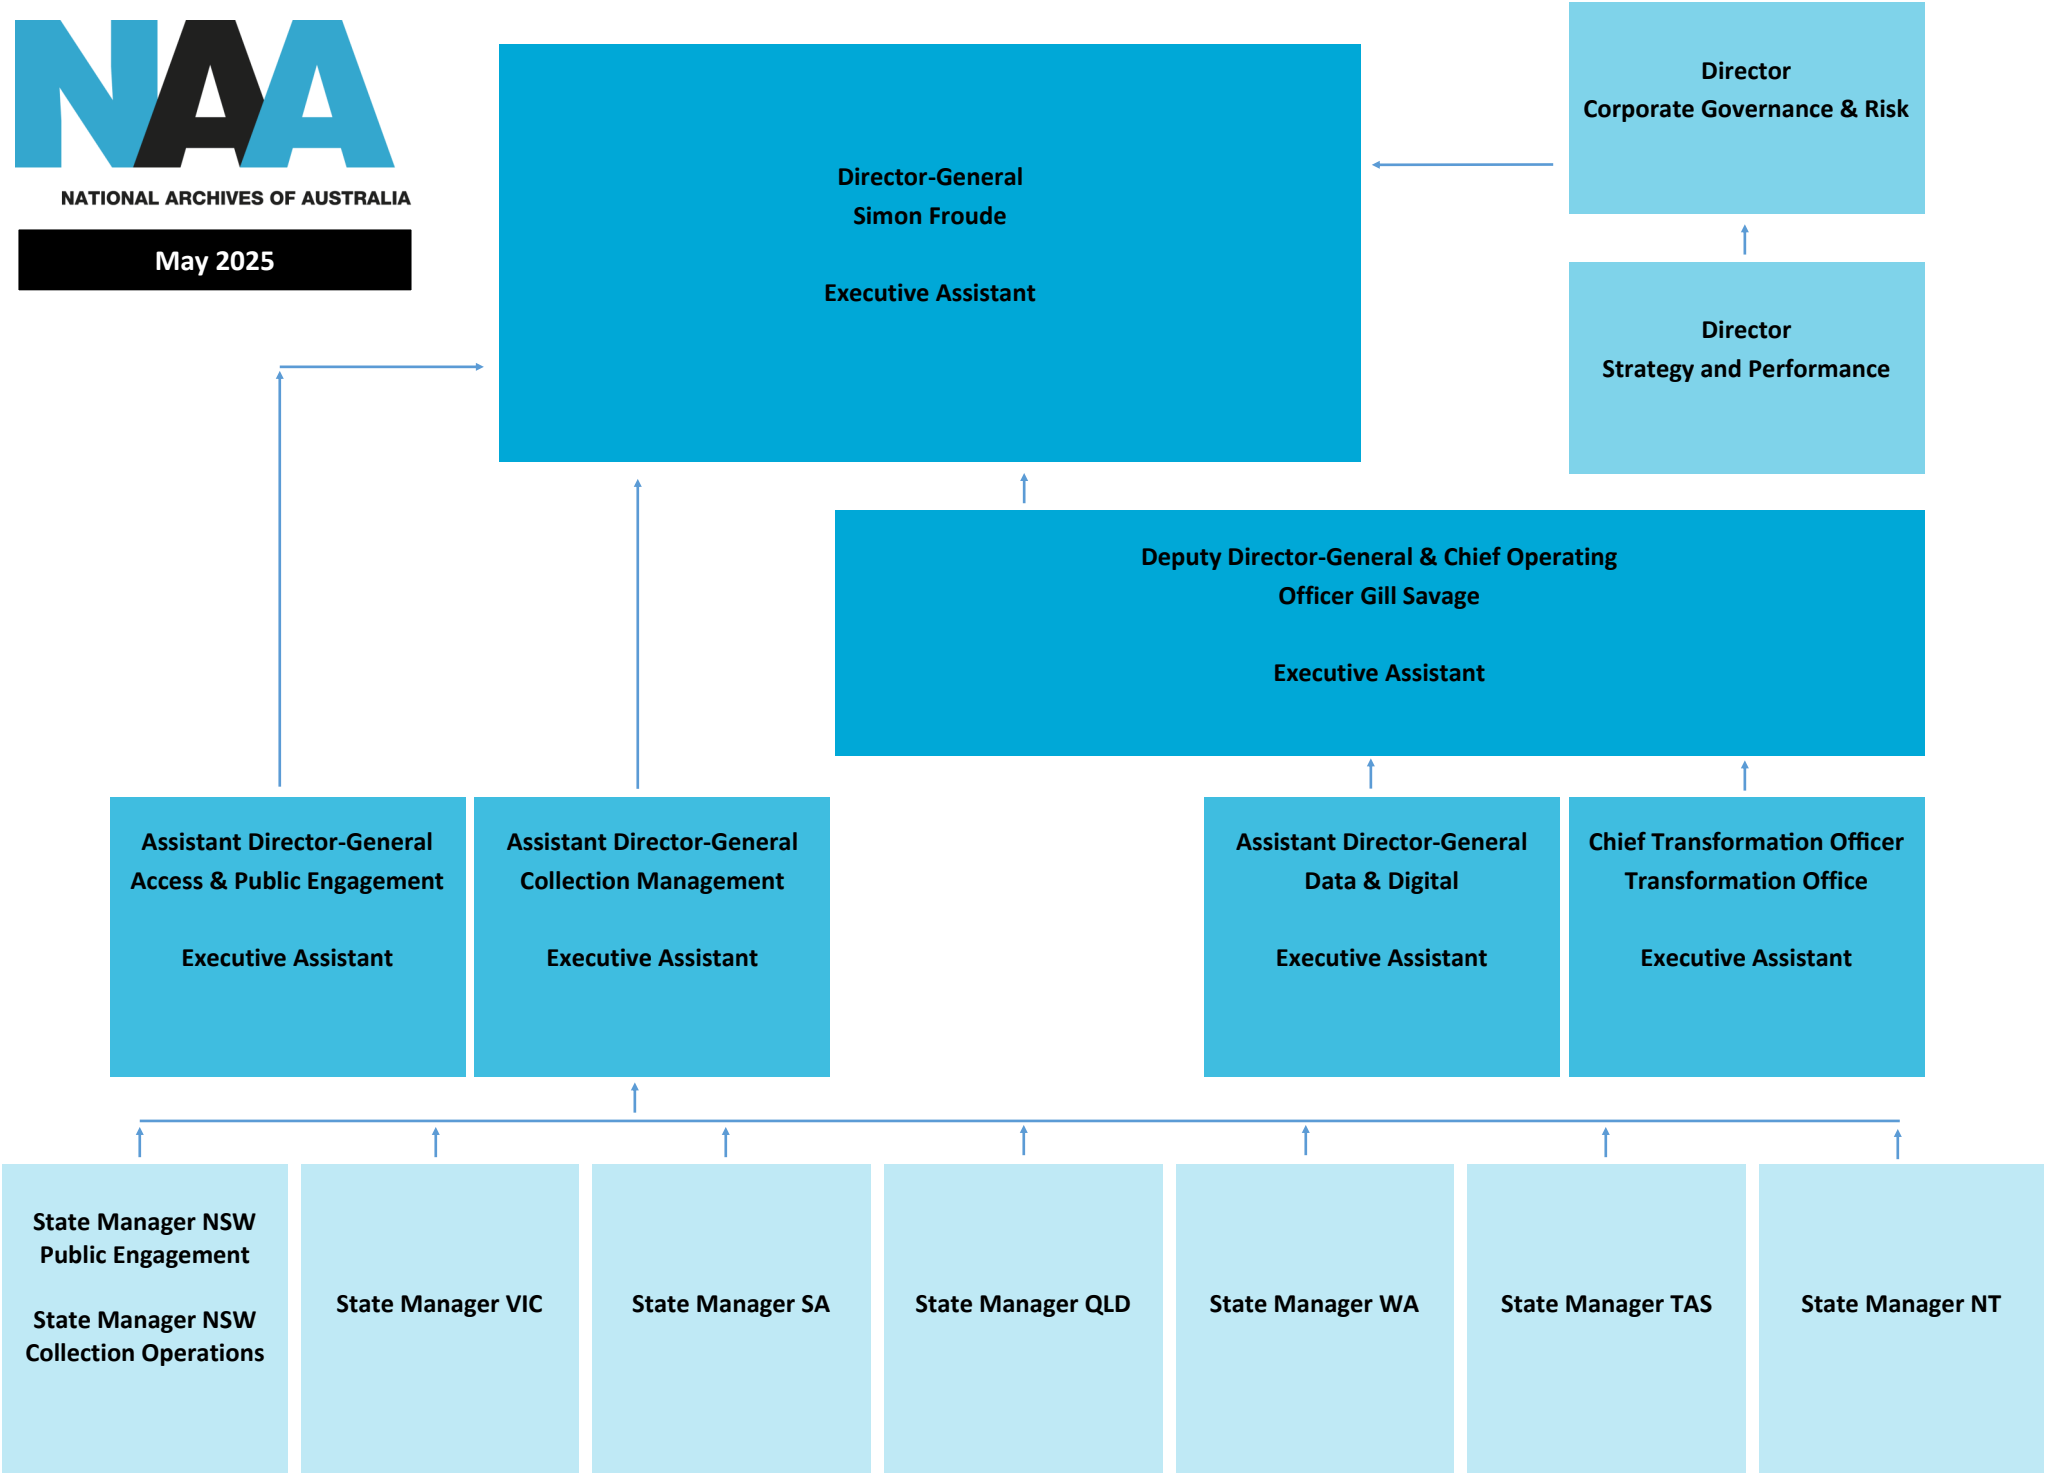 NAA
NATIONAL ARCHIVES OF AUSTRALIA
May 2025
Director-General
Simon Froude
Executive Assistant
Director
Corporate Governance & Risk
Director
Strategy and Performance
Deputy Director-General & Chief Operating
Officer Gill Savage
Executive Assistant
Assistant Director-General
Access & Public Engagement
Executive Assistant
Assistant Director-General
Collection Management
Executive Assistant
Assistant Director-General
Data & Digital
Executive Assistant
Chief Transformation Officer
Transformation Office
Executive Assistant
State Manager NSW
Public Engagement
State Manager NSW
Collection Operations
State Manager VIC
State Manager SA
State Manager QLD
State Manager WA
State Manager TAS
State Manager NT